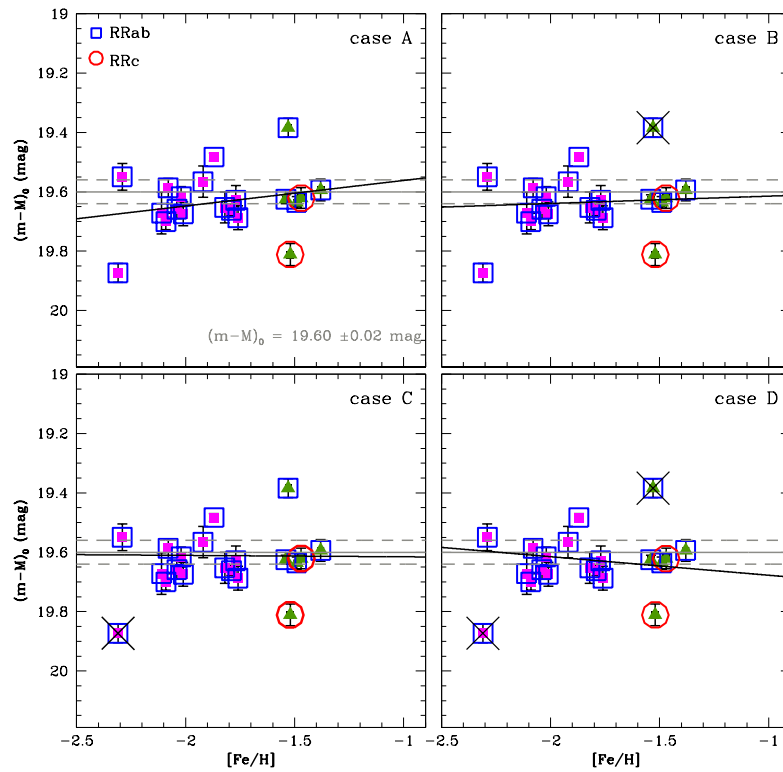 19
RRab
case A
case B
RRc
19.2
19.4
(m−M)₀ (mag)
19.6
19.8
20
(m−M)₀ = 19.60 ±0.02 mag
19
case C
case D
19.2
19.4
(m−M)₀ (mag)
19.6
19.8
20
−2.5 −2 −1.5 −1 −2.5 −2 −1.5 −1
[Fe/H] [Fe/H]